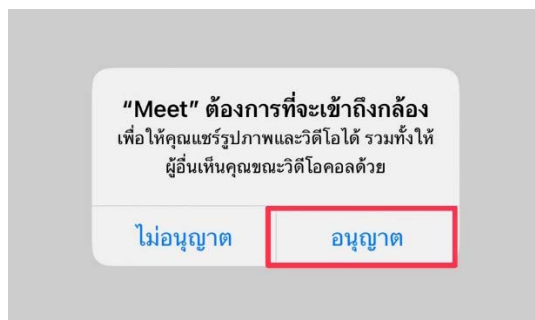 “Meet” ต้องการที่จะเข้าถึงกล้อง
เพื่อให้คุณแชร์รูปภาพและวิดีโอได้ รวมทั้งให้
ผู้อื่นเห็นคุณขณะวิดีโอคอลด้วย
ไม่อนุญาต อนุญาต